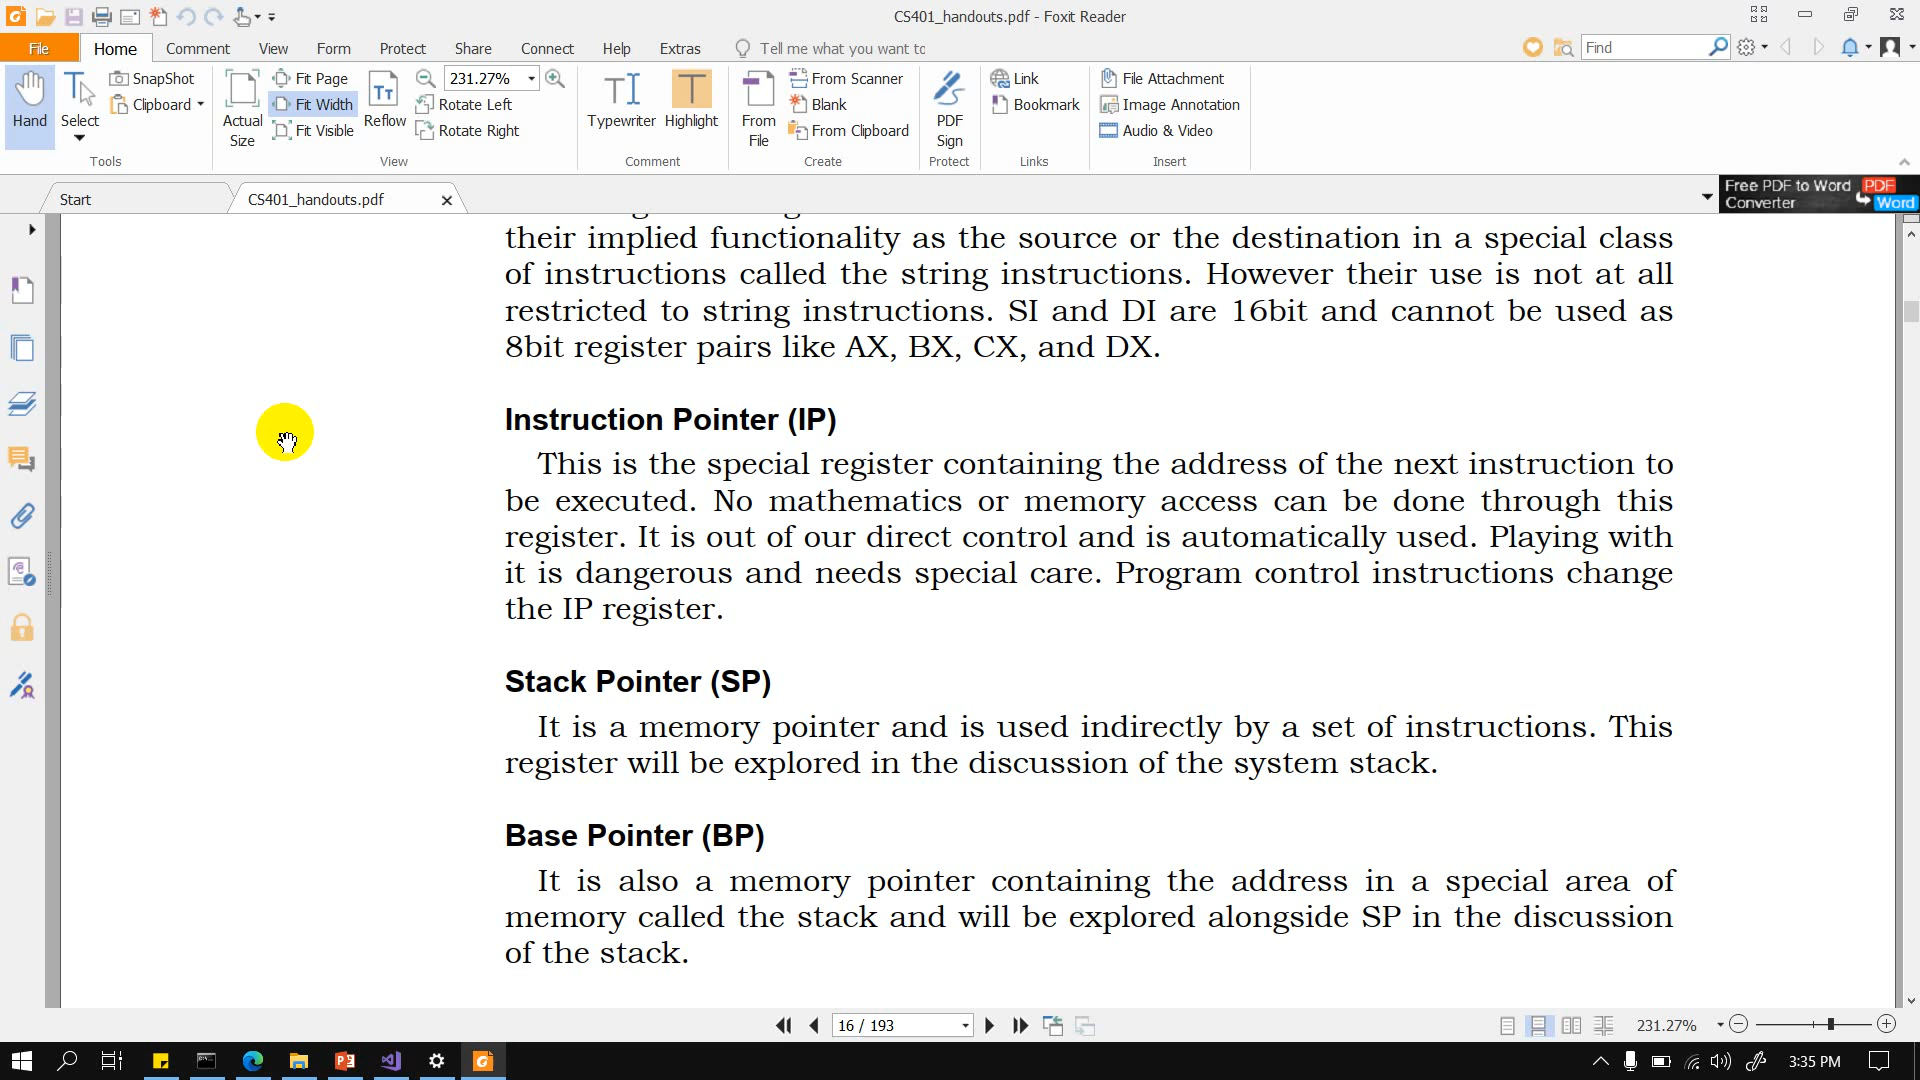 CS401_handouts.pdf - Foxit Reader
File Home Comment View Form Protect Share Connect Help Extras Tell me what you want to Find
Hand
Select
SnapShot
Clipboard
Tools
Actual Size
Fit Page
Fit Width
Fit Visible
Reflow
231.27%
Rotate Left
Rotate Right
View
Typewriter
Highlight
Comment
From File
From Scanner
Blank
From Clipboard
Create
PDF Sign
Protect
Link
Bookmark
Links
File Attachment
Image Annotation
Audio & Video
Insert
Start
CS401_handouts.pdf
Free PDF to Word PDF
Converter Word
their implied functionality as the source or the destination in a special class
of instructions called the string instructions. However their use is not at all
restricted to string instructions. SI and DI are 16bit and cannot be used as
8bit register pairs like AX, BX, CX, and DX.
Instruction Pointer (IP)
This is the special register containing the address of the next instruction to
be executed. No mathematics or memory access can be done through this
register. It is out of our direct control and is automatically used. Playing with
it is dangerous and needs special care. Program control instructions change
the IP register.
Stack Pointer (SP)
It is a memory pointer and is used indirectly by a set of instructions. This
register will be explored in the discussion of the system stack.
Base Pointer (BP)
It is also a memory pointer containing the address in a special area of
memory called the stack and will be explored alongside SP in the discussion
of the stack.
16 / 193
231.27%
3:35 PM